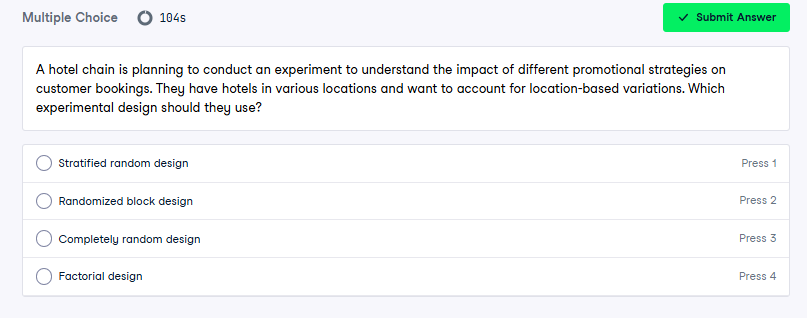 Multiple Choice 104s Submit Answer
A hotel chain is planning to conduct an experiment to understand the impact of different promotional strategies on
customer bookings. They have hotels in various locations and want to account for location-based variations. Which
experimental design should they use?
Stratified random design Press 1
Randomized block design Press 2
Completely random design Press 3
Factorial design Press 4